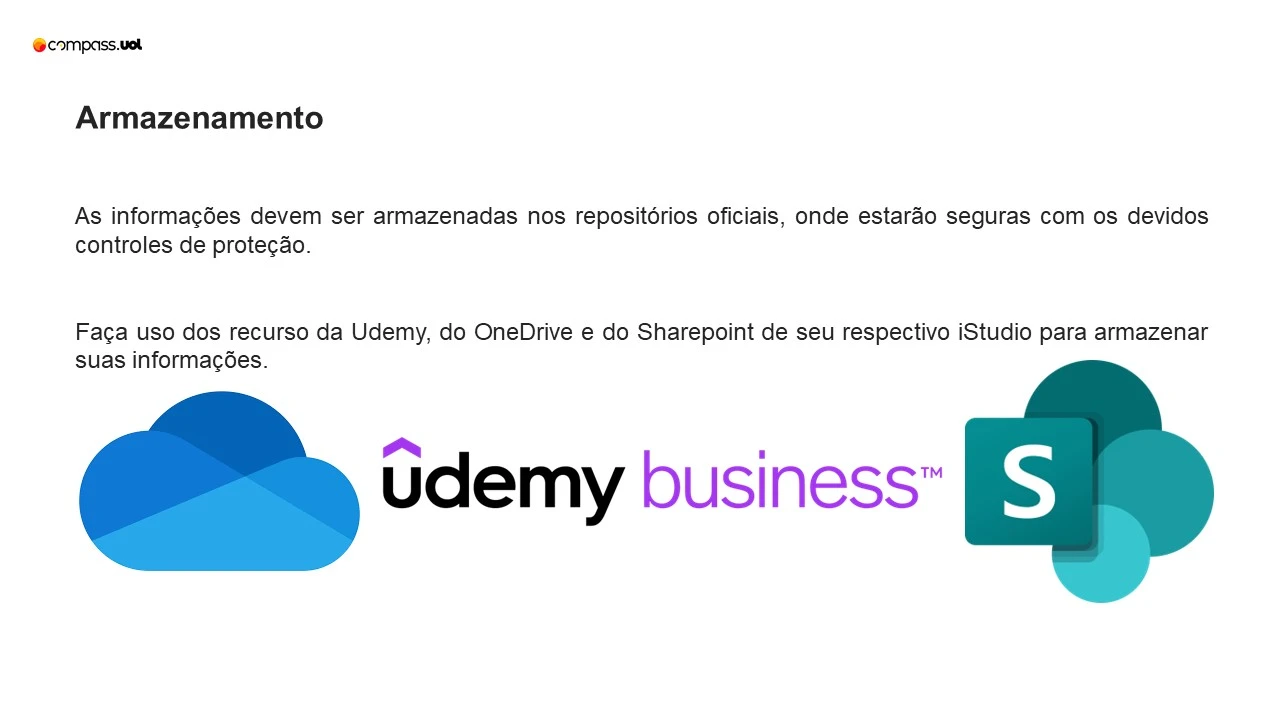 compass.uol
Armazenamento
As informações devem ser armazenadas nos repositórios oficiais, onde estarão seguras com os devidos
controles de proteção.
Faça uso dos recurso da Udemy, do OneDrive e do Sharepoint de seu respectivo iStudio para armazenar
suas informações.
udemy business™
S